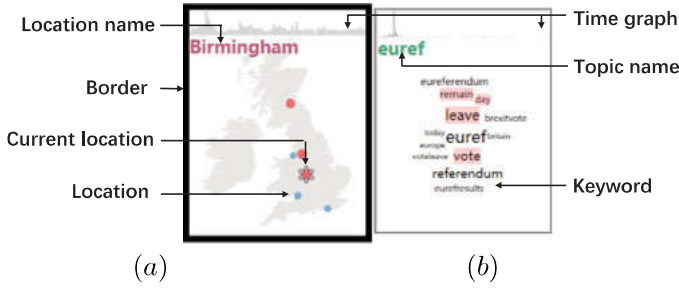 Location name
Birmingham
Border
Current location
Location
(a)
Time graph
euref
Topic name
eureferendum
remain day
leave brexitvote
today euref britain
europe
voteleave vote
referendum
eurefresults
Keyword
(b)